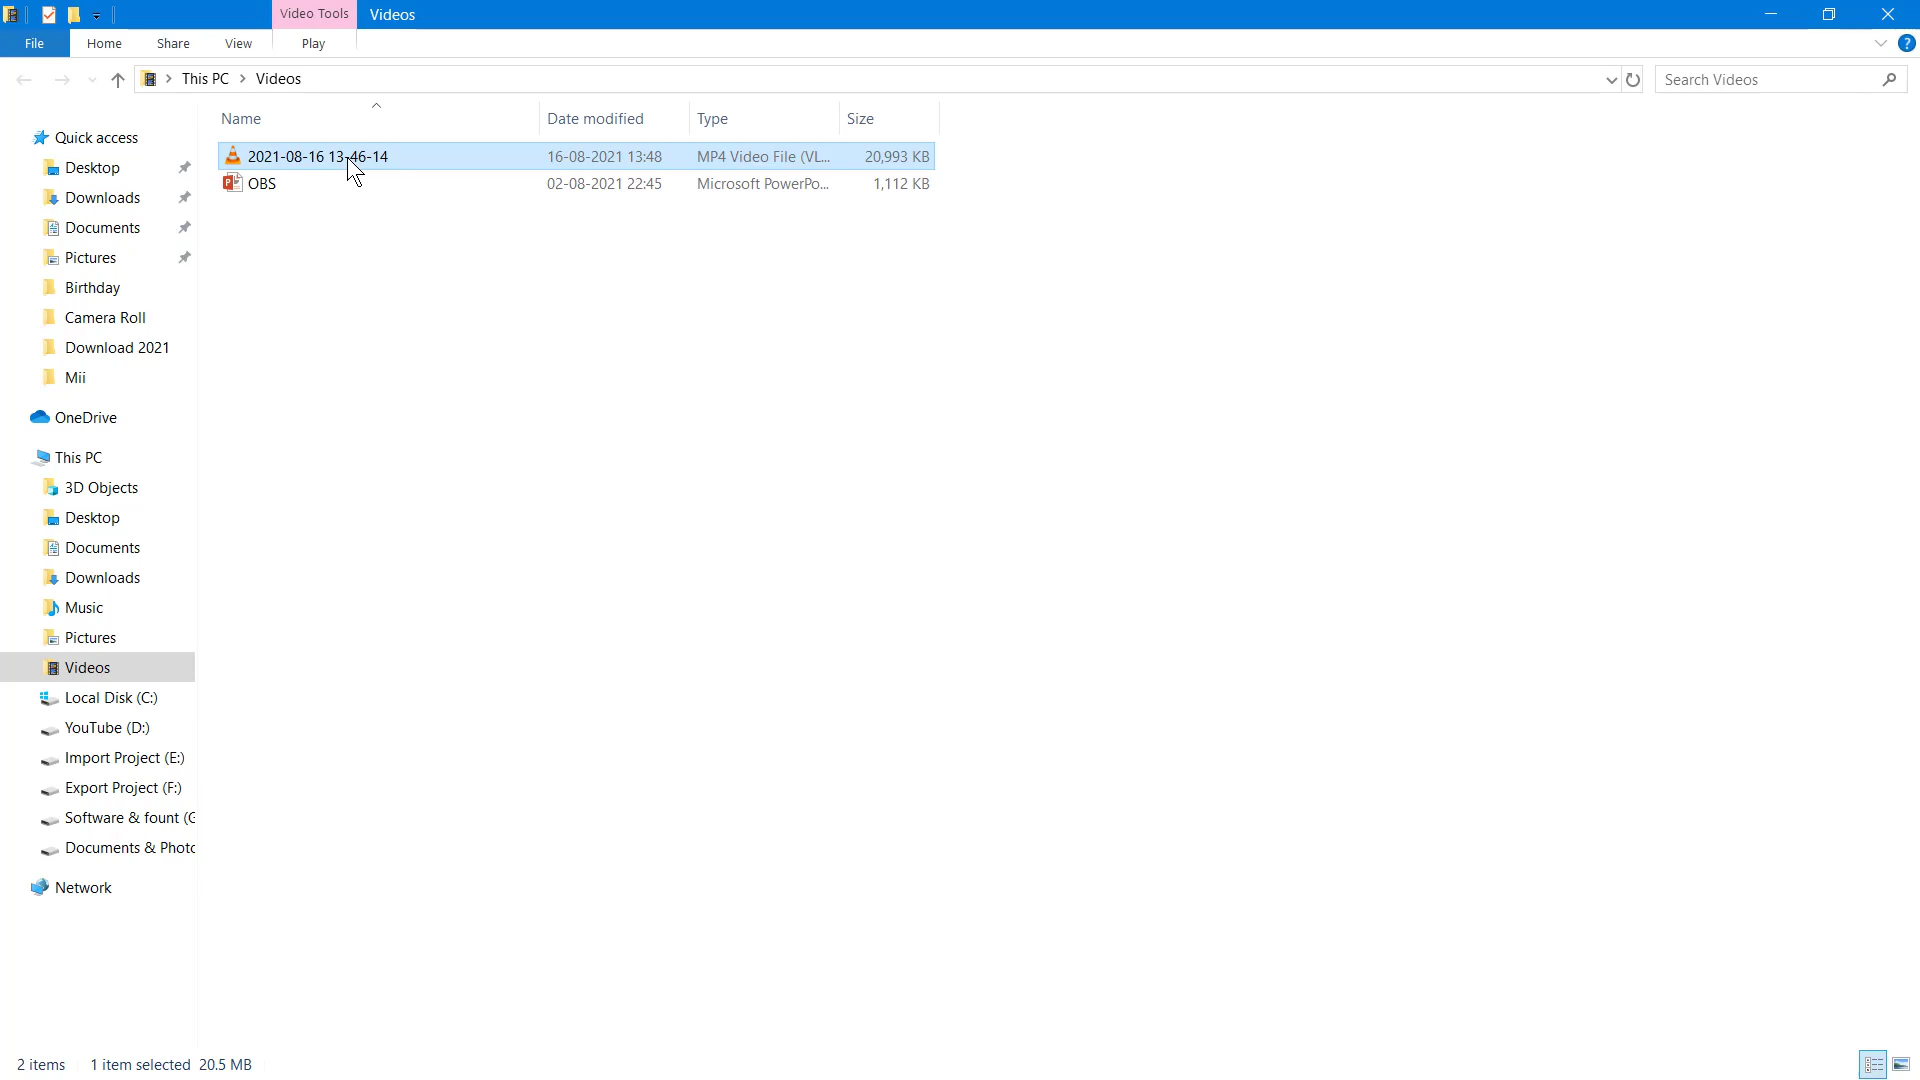 Video Tools Videos
File Home Share View Play
This PC Videos Search Videos
Name Date modified Type Size
2021-08-16 13-46-14 16-08-2021 13:48 MP4 Video File (VL... 20,993 KB
OBS 02-08-2021 22:45 Microsoft PowerPo... 1,112 KB
Quick access
Desktop
Downloads
Documents
Pictures
Birthday
Camera Roll
Download 2021
Mii
OneDrive
This PC
3D Objects
Desktop
Documents
Downloads
Music
Pictures
Videos
Local Disk (C:)
YouTube (D:)
Import Project (E:)
Export Project (F:)
Software & fount (G
Documents & Photo
Network
2 items 1 item selected 20.5 MB